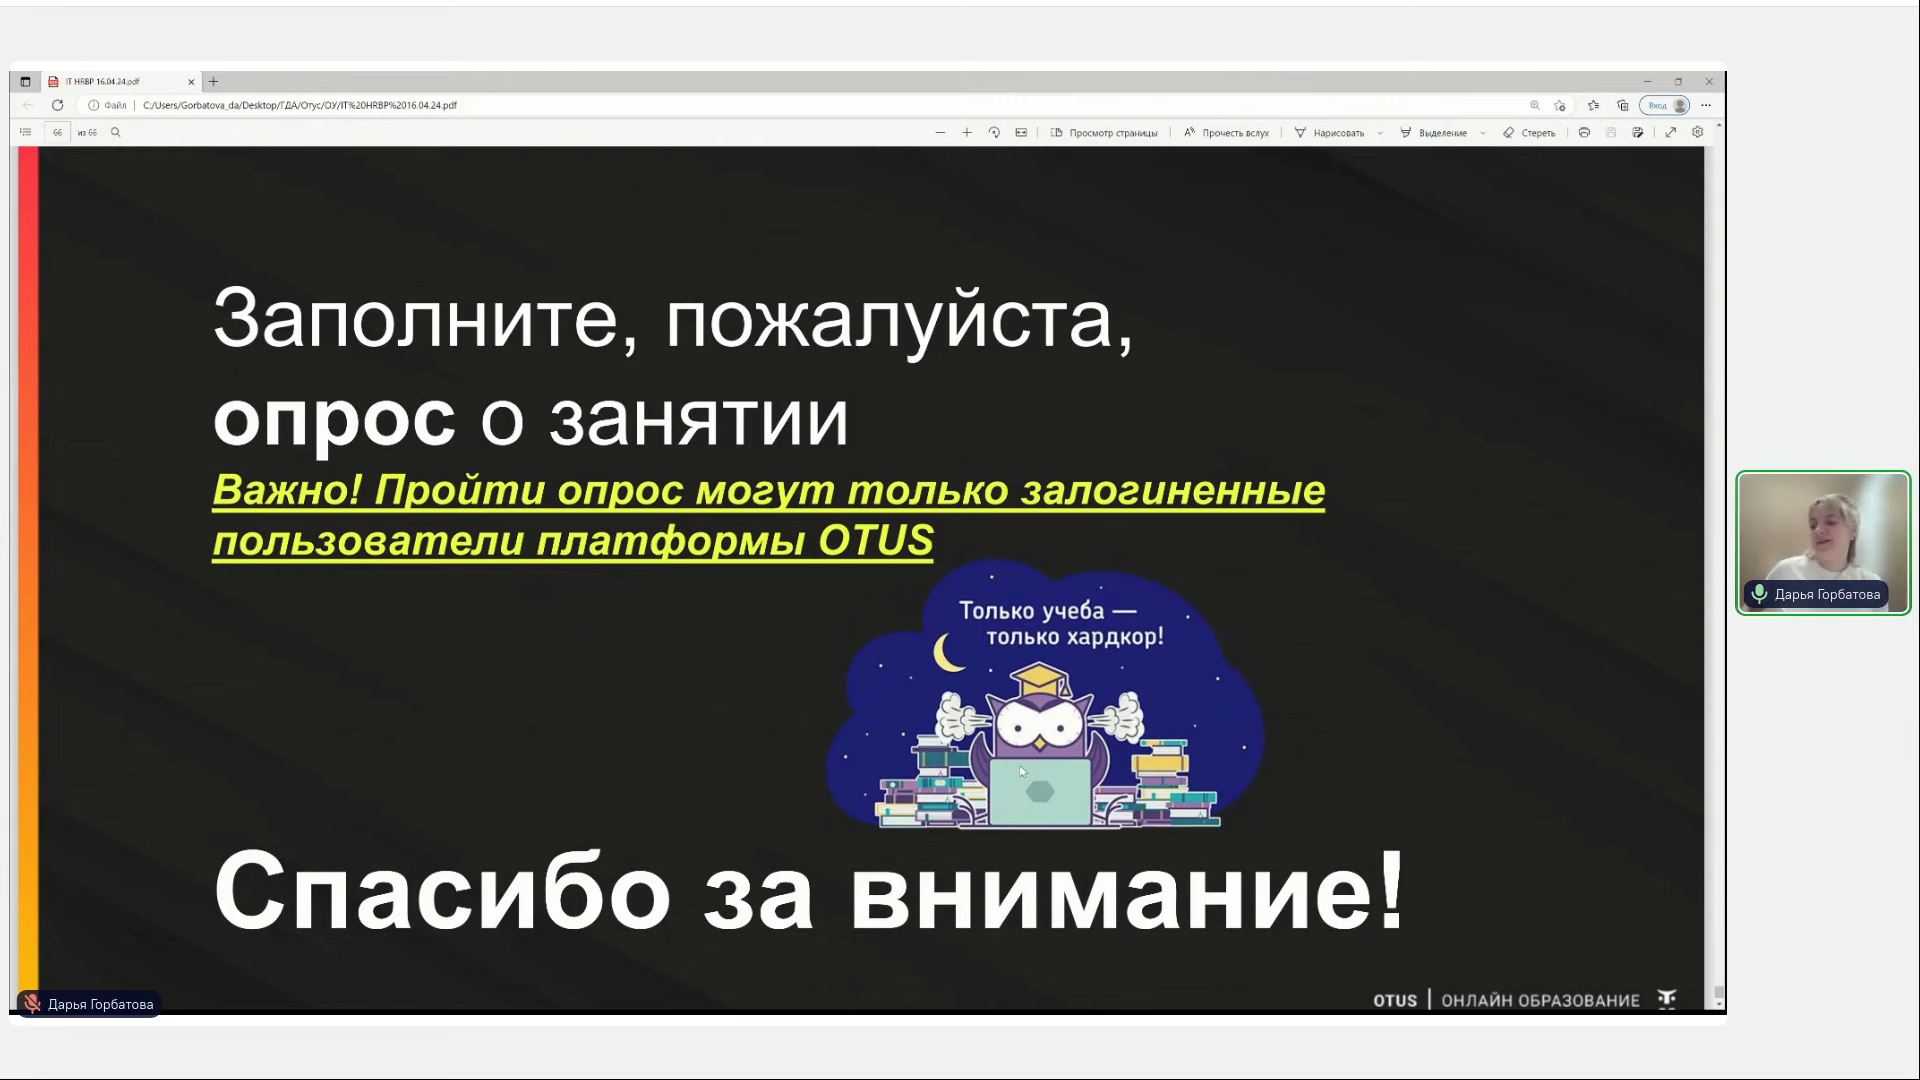 IT HRBP 16.04.24.pdf
Файл
C:/Users/Gorbatova_da/Desktop/ГДА/Отус/ОУ/IT%20HRBP%2016.04.24.pdf
Вход
66 из 66
Просмотр страницы
Прочесть вслух
Нарисовать
Выделение
Стереть
Заполните, пожалуйста,
опрос о занятии
Важно! Пройти опрос могут только залогиненные
пользователи платформы OTUS
Только учеба —
только хардкор!
Спасибо за внимание!
OTUS | ОНЛАЙН ОБРАЗОВАНИЕ
Дарья Горбатова
Дарья Горбатова